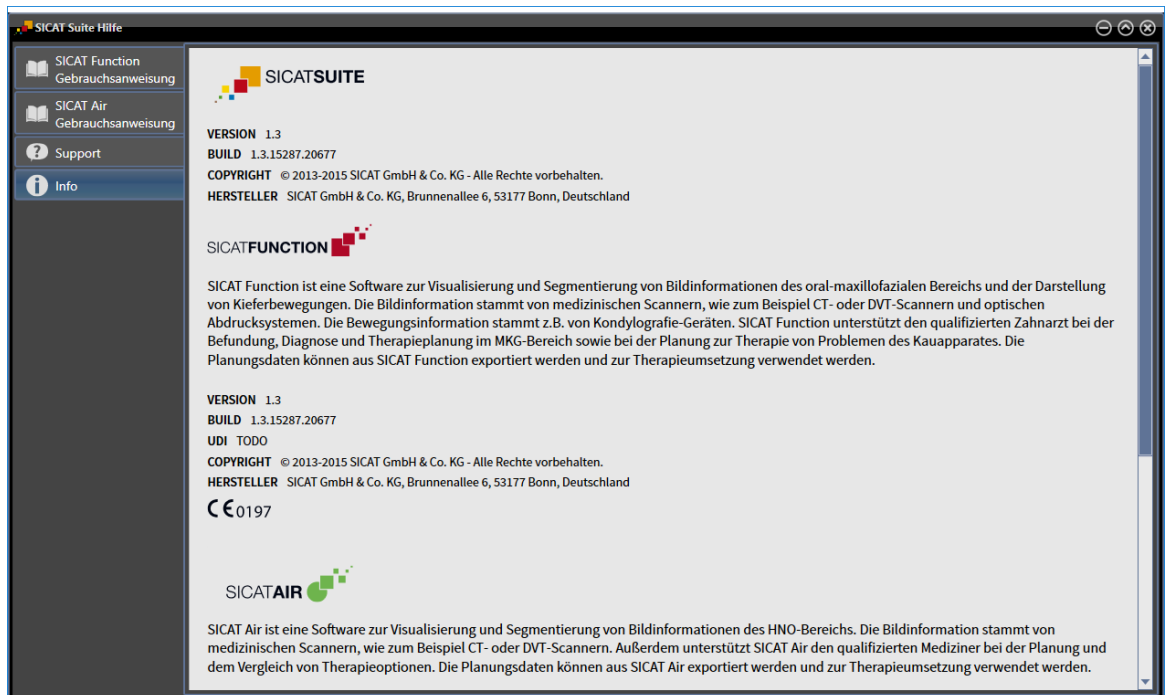 SICAT Suite Hilfe
SICAT Function
Gebrauchsanweisung
SICAT Air
Gebrauchsanweisung
Support
Info
SICATSUITE
VERSION 1.3
BUILD 1.3.15287.20677
COPYRIGHT © 2013-2015 SICAT GmbH & Co. KG - Alle Rechte vorbehalten.
HERSTELLER SICAT GmbH & Co. KG, Brunnenallee 6, 53177 Bonn, Deutschland
SICATFUNCTION
SICAT Function ist eine Software zur Visualisierung und Segmentierung von Bildinformationen des oral-maxillofazialen Bereichs und der Darstellung
von Kieferbewegungen. Die Bildinformation stammt von medizinischen Scannern, wie zum Beispiel CT- oder DVT-Scannern und optischen
Abdrucksystemen. Die Bewegungsinformation stammt z.B. von Kondylografie-Geräten. SICAT Function unterstützt den qualifizierten Zahnarzt bei der
Befundung, Diagnose und Therapieplanung im MKG-Bereich sowie bei der Planung zur Therapie von Problemen des Kauapparates. Die
Planungsdaten können aus SICAT Function exportiert werden und zur Therapieumsetzung verwendet werden.
VERSION 1.3
BUILD 1.3.15287.20677
UDI TODO
COPYRIGHT © 2013-2015 SICAT GmbH & Co. KG - Alle Rechte vorbehalten.
HERSTELLER SICAT GmbH & Co. KG, Brunnenallee 6, 53177 Bonn, Deutschland
CE0197
SICATAIR
SICAT Air ist eine Software zur Visualisierung und Segmentierung von Bildinformationen des HNO-Bereichs. Die Bildinformation stammt von
medizinischen Scannern, wie zum Beispiel CT- oder DVT-Scannern. Außerdem unterstützt SICAT Air den qualifizierten Mediziner bei der Planung und
dem Vergleich von Therapieoptionen. Die Planungsdaten können aus SICAT Air exportiert werden und zur Therapieumsetzung verwendet werden.